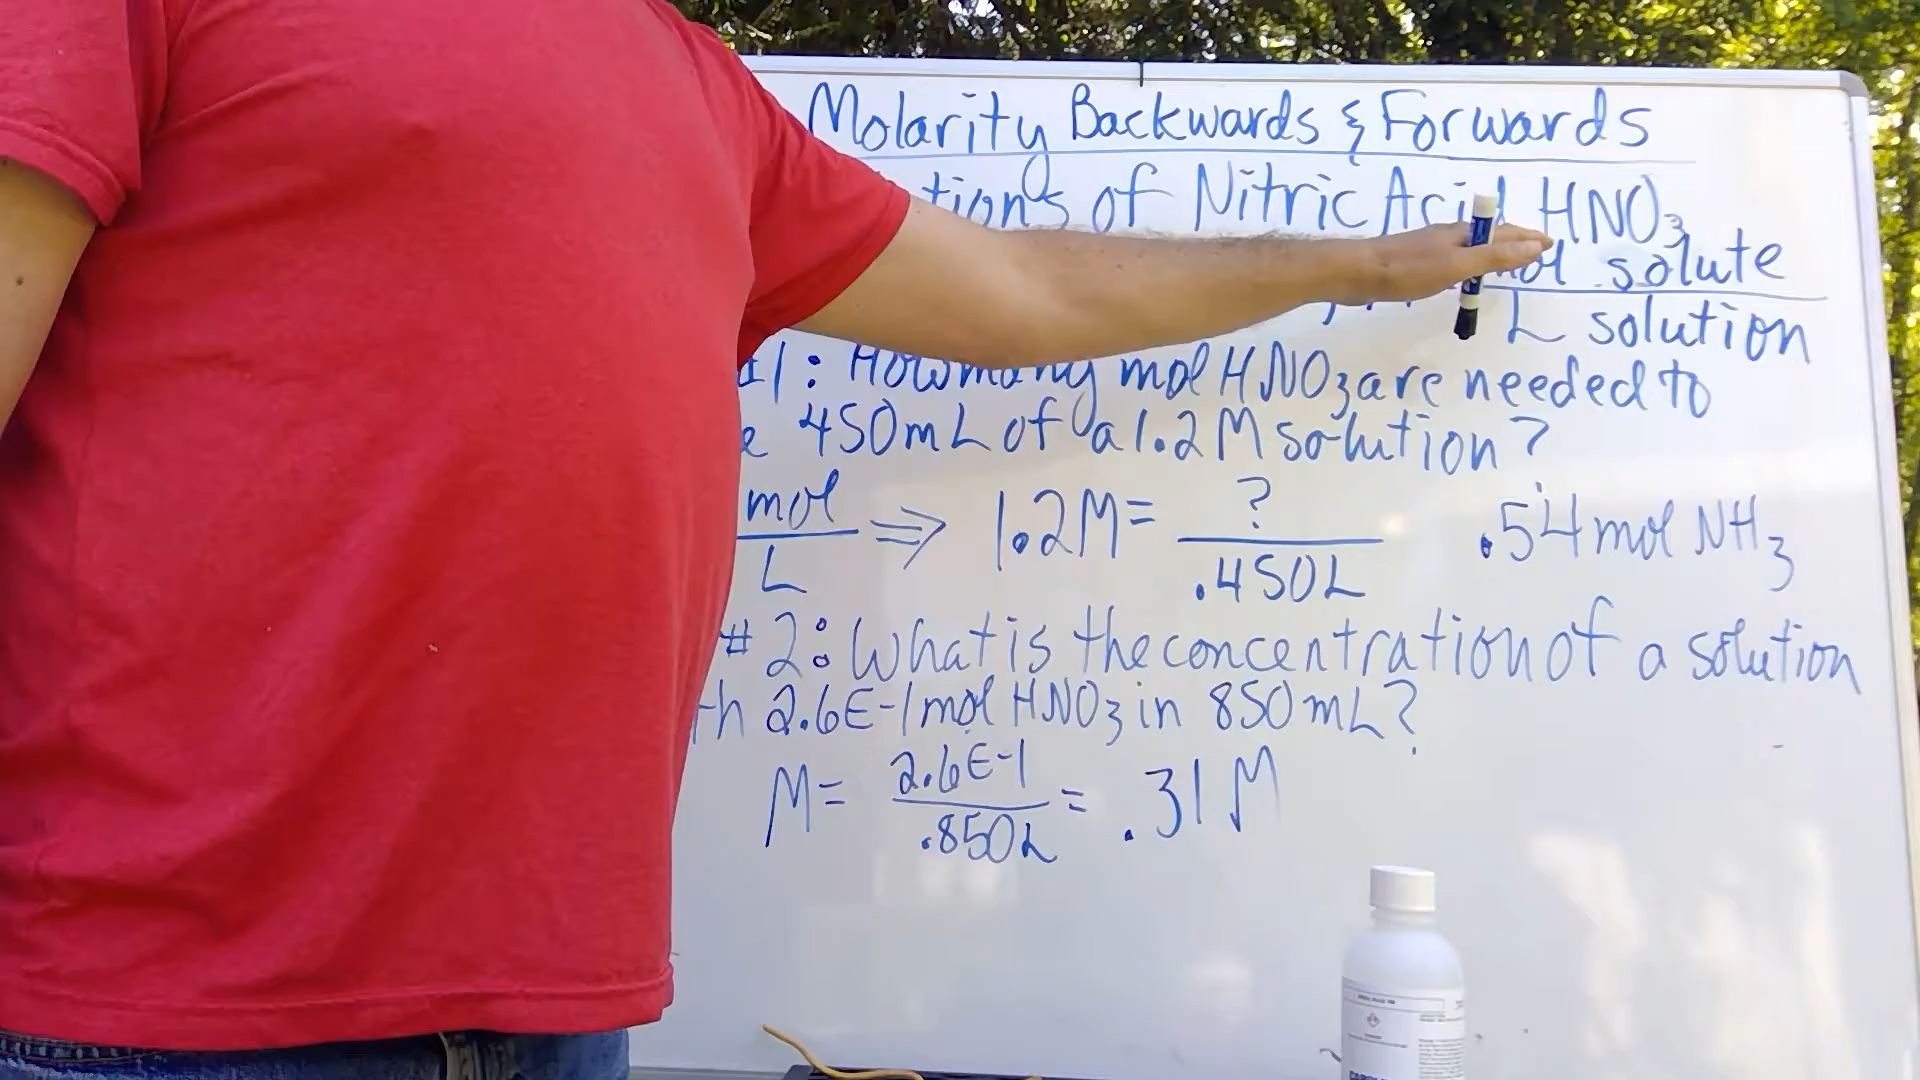 Molarity Backwards & Forwards
tions of Nitric Acid HNO3
mol solute
L solution
#1: How many mol HNO3 are needed to
e 450mL of a 1.2 M solution?
mol
L
⇒ 1.2M = ?
.450L
.54 mol NH3
#2: What is the concentration of a solution
th 2.6E-1 mol HNO3 in 850 mL?
M = 2.6E-1
.850L
= .31 M